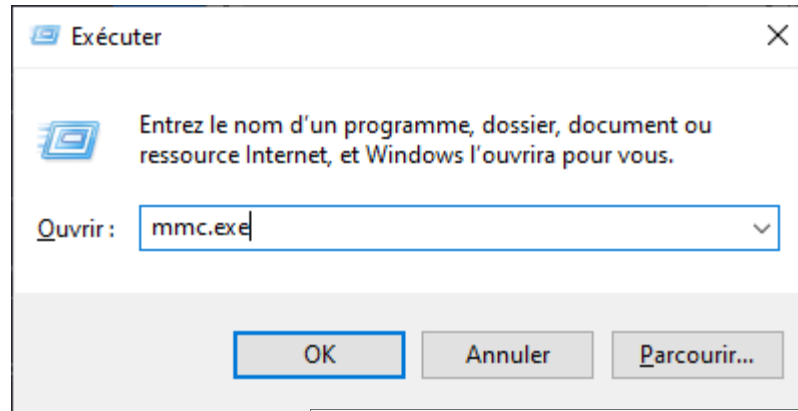 Exécuter
Entrez le nom d'un programme, dossier, document ou
ressource Internet, et Windows l'ouvrira pour vous.
Ouvrir : mmc.exe
OK Annuler Parcourir...